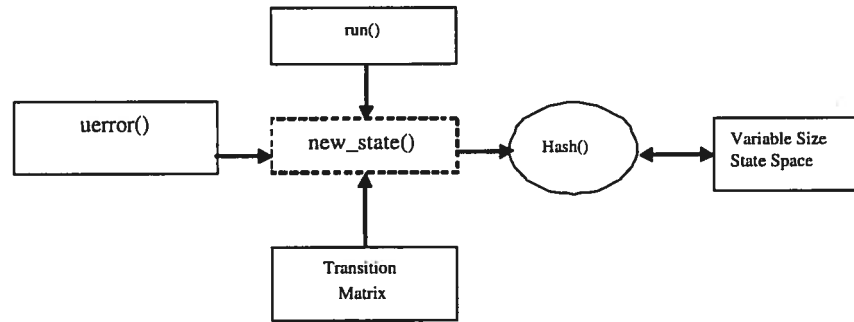 run()
uerror()
new_state()
Hash()
Variable Size
State Space
Transition
Matrix